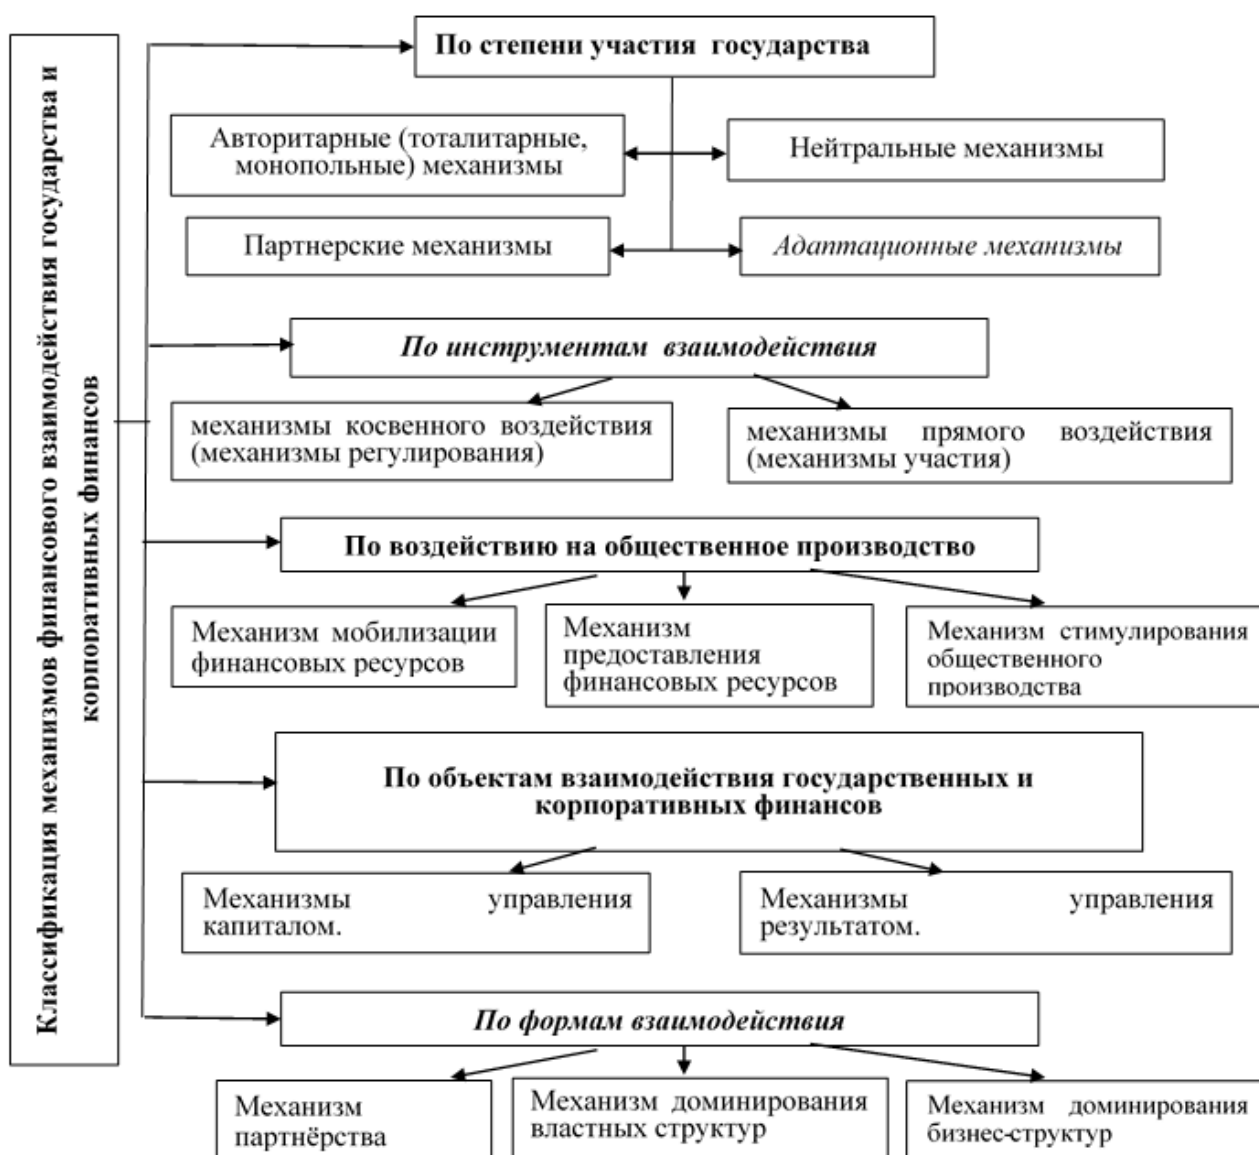 Классификация механизмов финансового взаимодействия государства и
корпоративных финансов
По степени участия государства
Авторитарные (тоталитарные,
монопольные) механизмы
Нейтральные механизмы
Партнерские механизмы
Адаптационные механизмы
По инструментам взаимодействия
механизмы косвенного воздействия
(механизмы регулирования)
механизмы прямого воздействия
(механизмы участия)
По воздействию на общественное производство
Механизм мобилизации
финансовых ресурсов
Механизм
предоставления
финансовых ресурсов
Механизм стимулирования
общественного
производства
По объектам взаимодействия государственных и
корпоративных финансов
Механизмы управления
капиталом.
Механизмы управления
результатом.
По формам взаимодействия
Механизм
партнёрства
Механизм доминирования
властных структур
Механизм доминирования
бизнес-структур